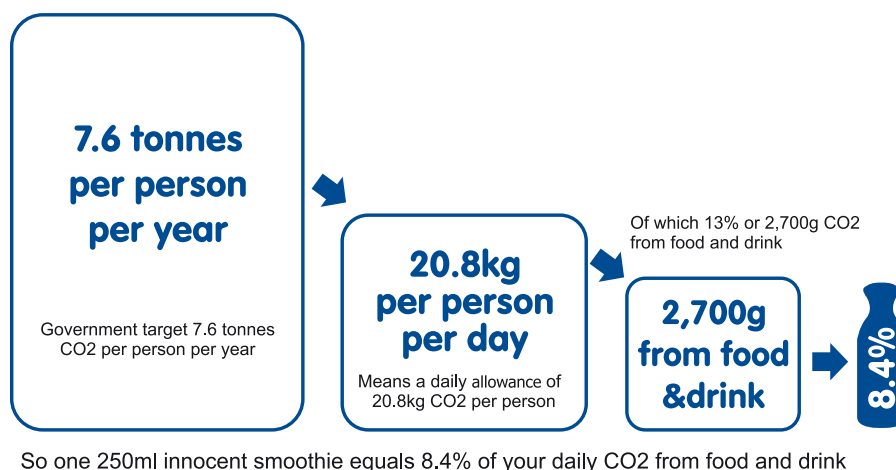 7.6 tonnes
per person
per year
Government target 7.6 tonnes
CO2 per person per year
20.8kg
per person
per day
Means a daily allowance of
20.8kg CO2 per person
Of which 13% or 2,700g CO2
from food and drink
2,700g
from food
&drink
8.4%
So one 250ml innocent smoothie equals 8.4% of your daily CO2 from food and drink